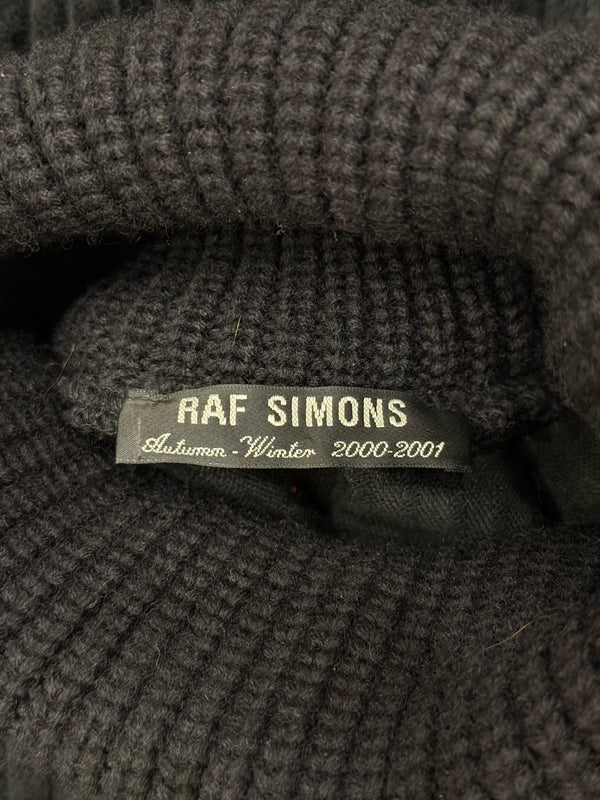 RAF SIMONS
Autumn - Winter 2000-2001